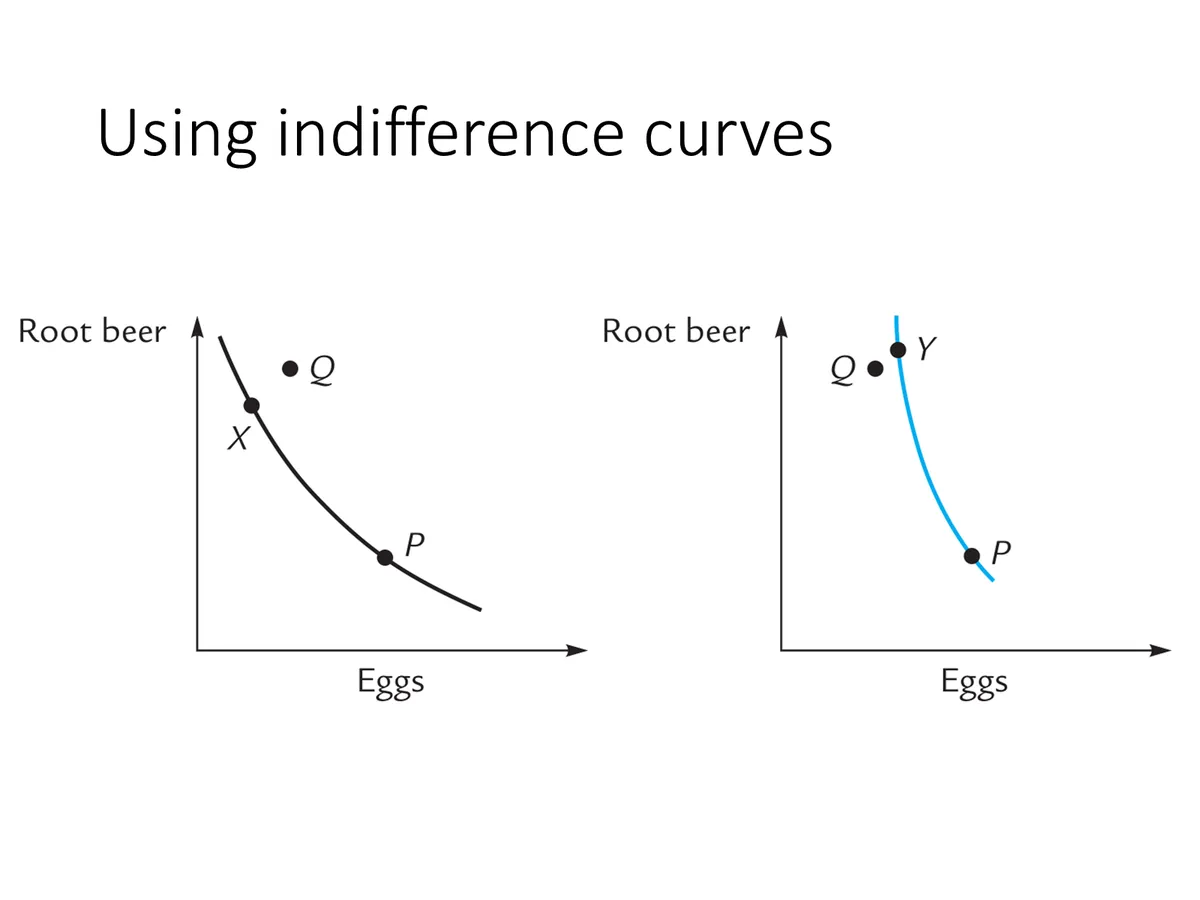 Using indifference curves
Root beer
Q
X
P
Eggs
Root beer
Y
Q
P
Eggs